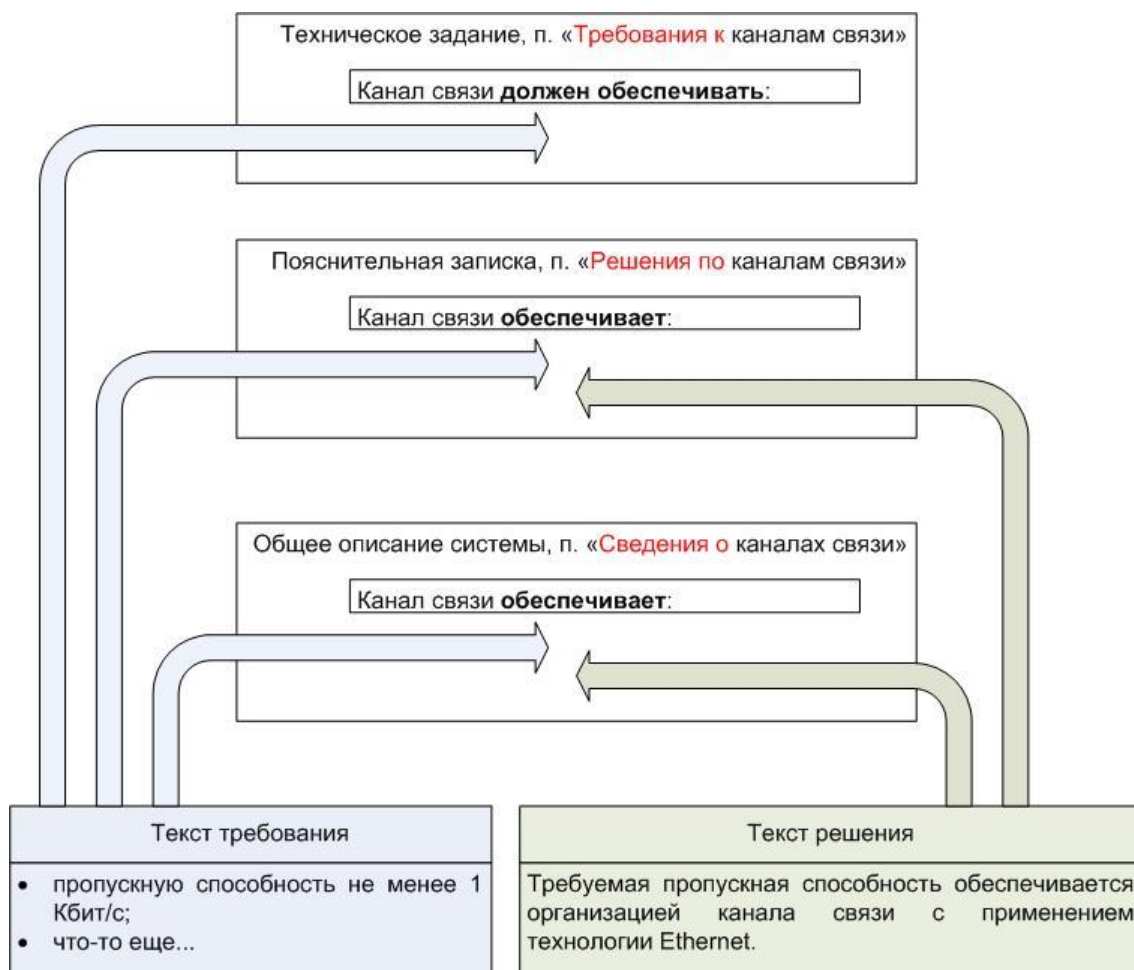 Техническое задание, п. «Требования к каналам связи»
Канал связи должен обеспечивать:
Пояснительная записка, п. «Решения по каналам связи»
Канал связи обеспечивает:
Общее описание системы, п. «Сведения о каналах связи»
Канал связи обеспечивает:
Текст требования
• пропускную способность не менее 1
Кбит/с;
• что-то еще...
Текст решения
Требуемая пропускная способность обеспечивается
организацией канала связи с применением
технологии Ethernet.